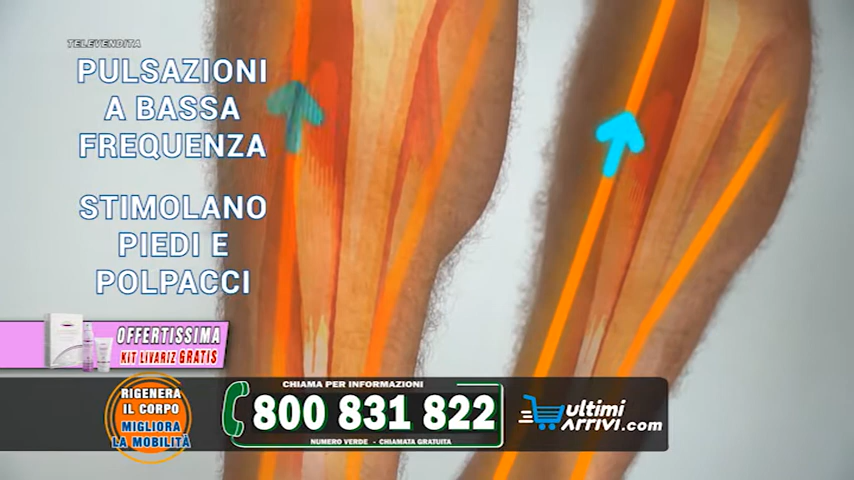 TELEVENDITA
PULSAZIONI
A BASSA
FREQUENZA
STIMOLANO
PIEDI E
POLPACCI
OFFERTISSIMA
KIT LIVARIZ GRATIS
RIGENERA
IL CORPO
MIGLIORA
LA MOBILITÀ
CHIAMA PER INFORMAZIONI
800 831 822
NUMERO VERDE - CHIAMATA GRATUITA
ultimi
ARRIVI.com